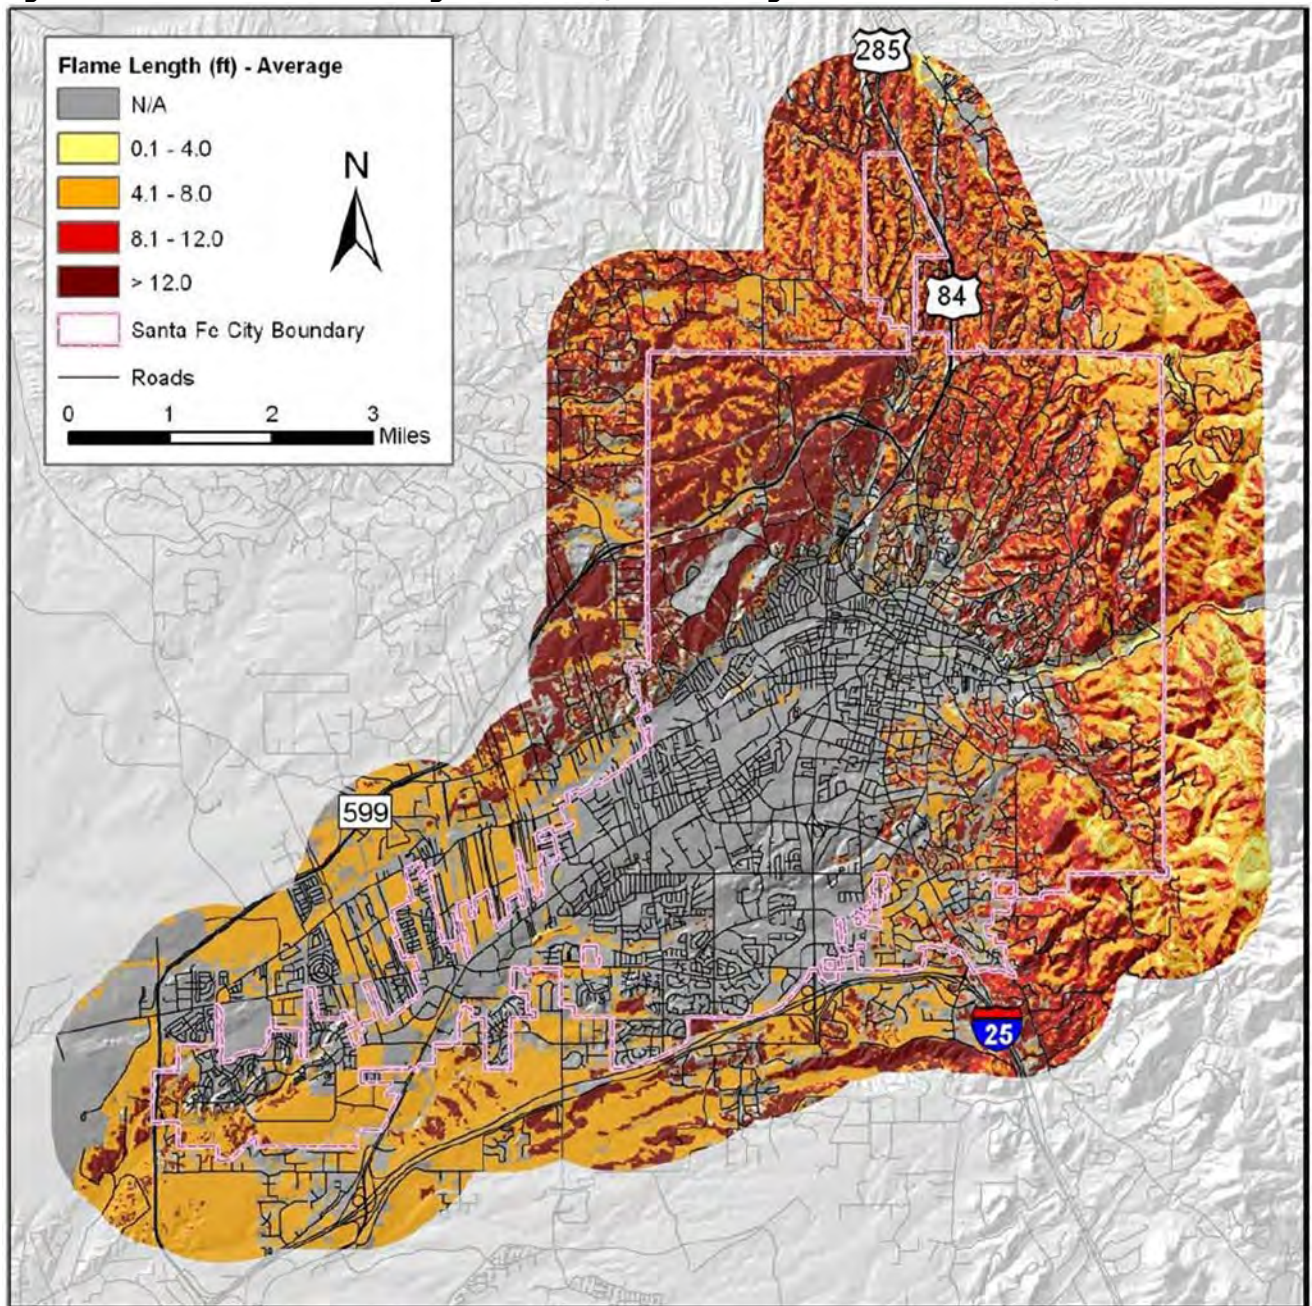 Flame Length (ft) - Average
N/A
0.1 - 4.0
4.1 - 8.0
8.1 - 12.0
> 12.0
Santa Fe City Boundary
Roads
0 1 2 3
Miles
N
285
84
599
25